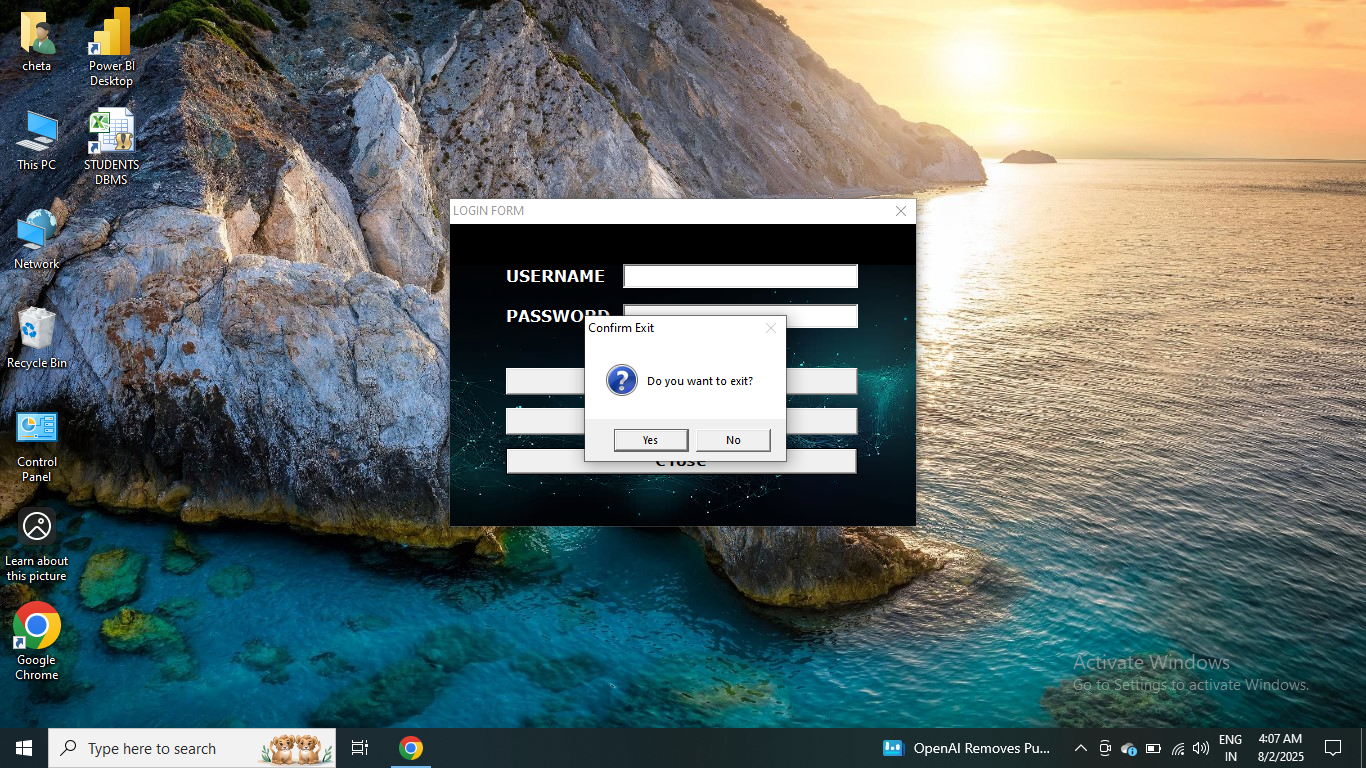 cheta
Power BI
Desktop
This PC
STUDENTS
DBMS
Network
Recycle Bin
Control
Panel
Learn about
this picture
Google
Chrome
LOGIN FORM
USERNAME
PASSWORD
Confirm Exit
Do you want to exit?
Yes
No
Close
Activate Windows
Go to Settings to activate Windows.
Type here to search
OpenAI Removes Pu...
ENG
IN
4:07 AM
8/2/2025